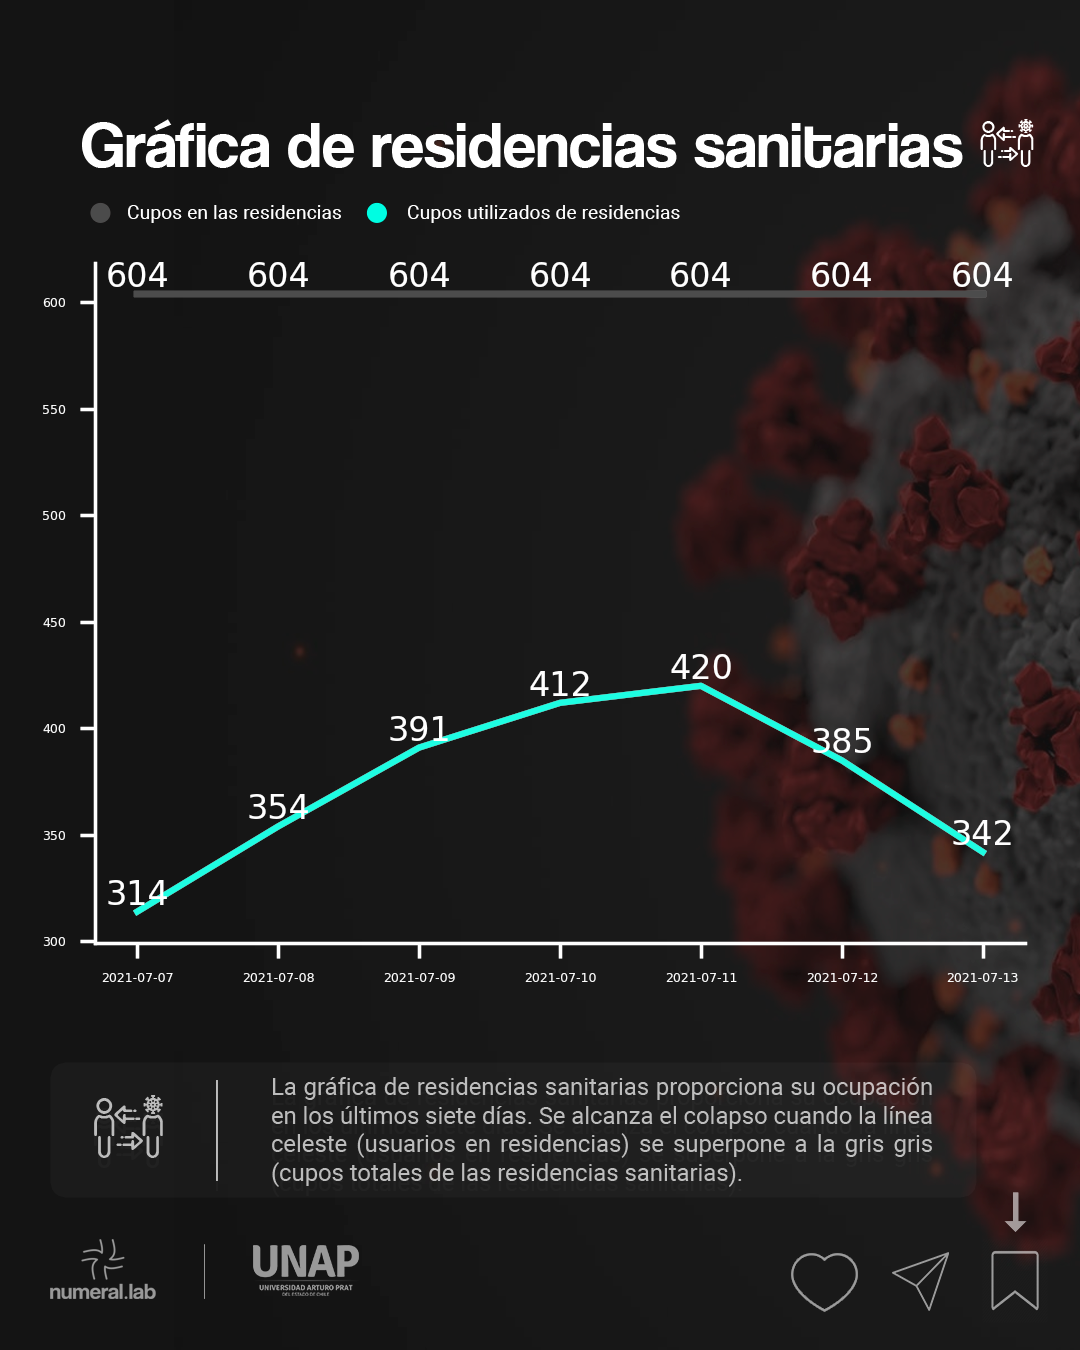 Gráfica de residencias sanitarias
Cupos en las residencias Cupos utilizados de residencias
604 604 604 604 604 604 604
600
550
500
450
420
412
400
391
385
354
350
342
314
300
2021-07-07 2021-07-08 2021-07-09 2021-07-10 2021-07-11 2021-07-12 2021-07-13
La gráfica de residencias sanitarias proporciona su ocupación
en los últimos siete días. Se alcanza el colapso cuando la línea
celeste (usuarios en residencias) se superpone a la gris gris
(cupos totales de las residencias sanitarias).
numeral.lab
UNAP
UNIVERSIDAD ARTURO PRAT
DEL ESTADO DE CHILE